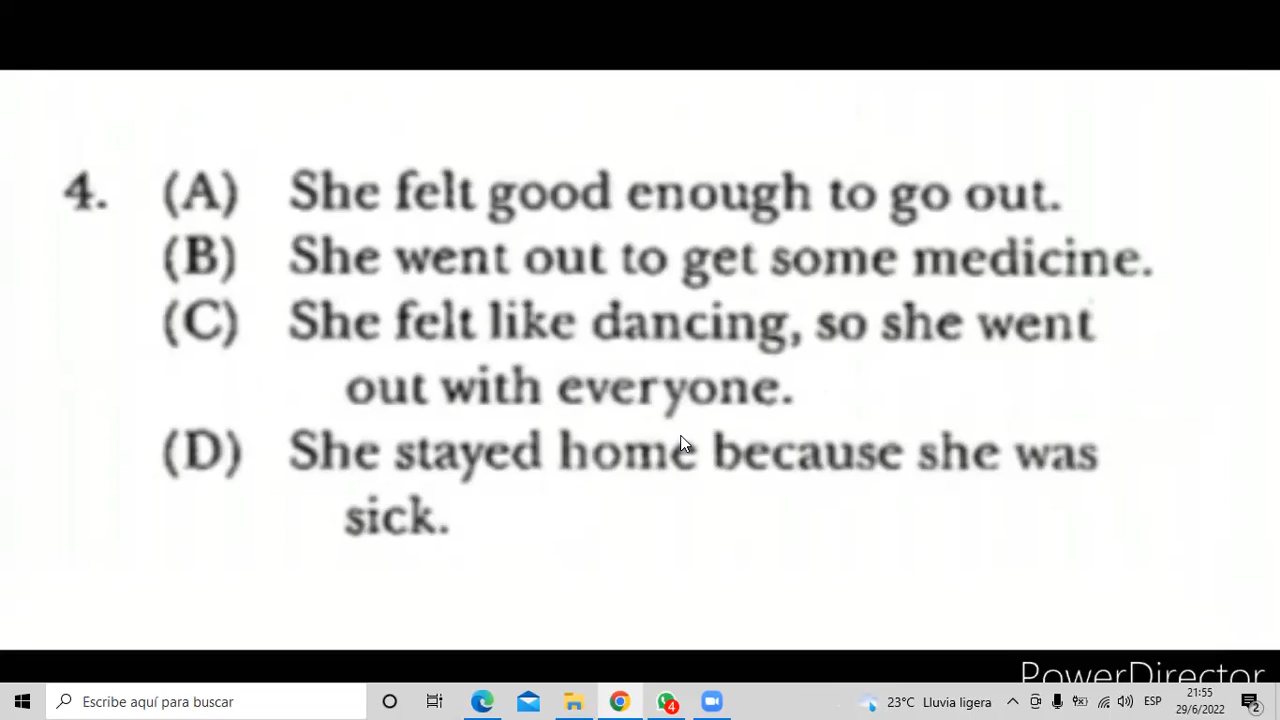 4. (A) She felt good enough to go out.
(B) She went out to get some medicine.
(C) She felt like dancing, so she went
out with everyone.
(D) She stayed home because she was
sick.
PowerDirector
Escribe aquí para buscar
4
23°C Lluvia ligera
ESP
21:55
29/6/2022
2